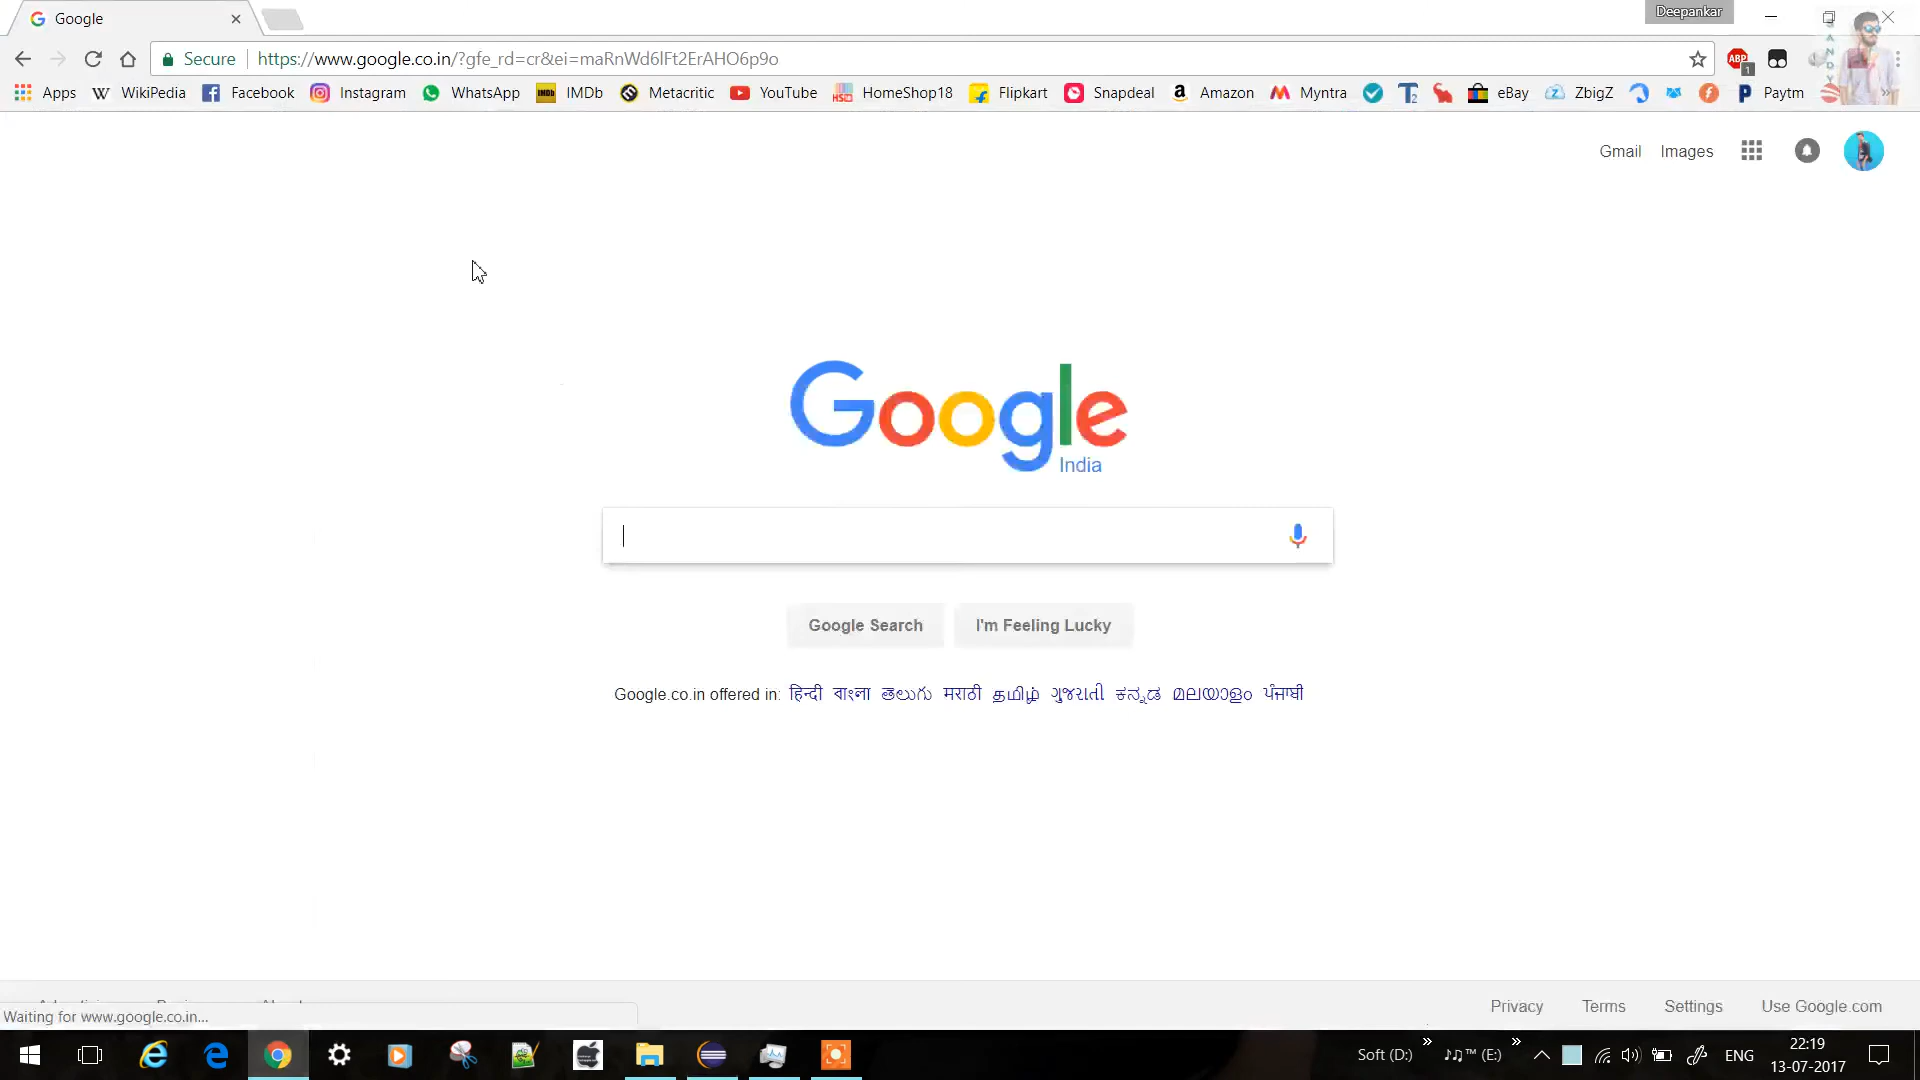 Google
Deepankar
Secure
https://www.google.co.in/?gfe_rd=cr&ei=maRnWd6lFt2ErAHO6p9o
ABP
1
Apps WikiPedia Facebook Instagram WhatsApp IMDb Metacritic YouTube HomeShop18 Flipkart Snapdeal Amazon Myntra eBay ZbigZ Paytm
Gmail Images
Google
India
Google Search I'm Feeling Lucky
Google.co.in offered in: हिन्दी বাংলা తెలుగు मराठी தமிழ் ગુજરાતી ಕನ್ನಡ മലയാളം ਪੰਜਾਬੀ
Privacy Terms Settings Use Google.com
Waiting for www.google.co.in...
Soft (D:) » ♪♫™ (E:) » ENG
22:19
13-07-2017